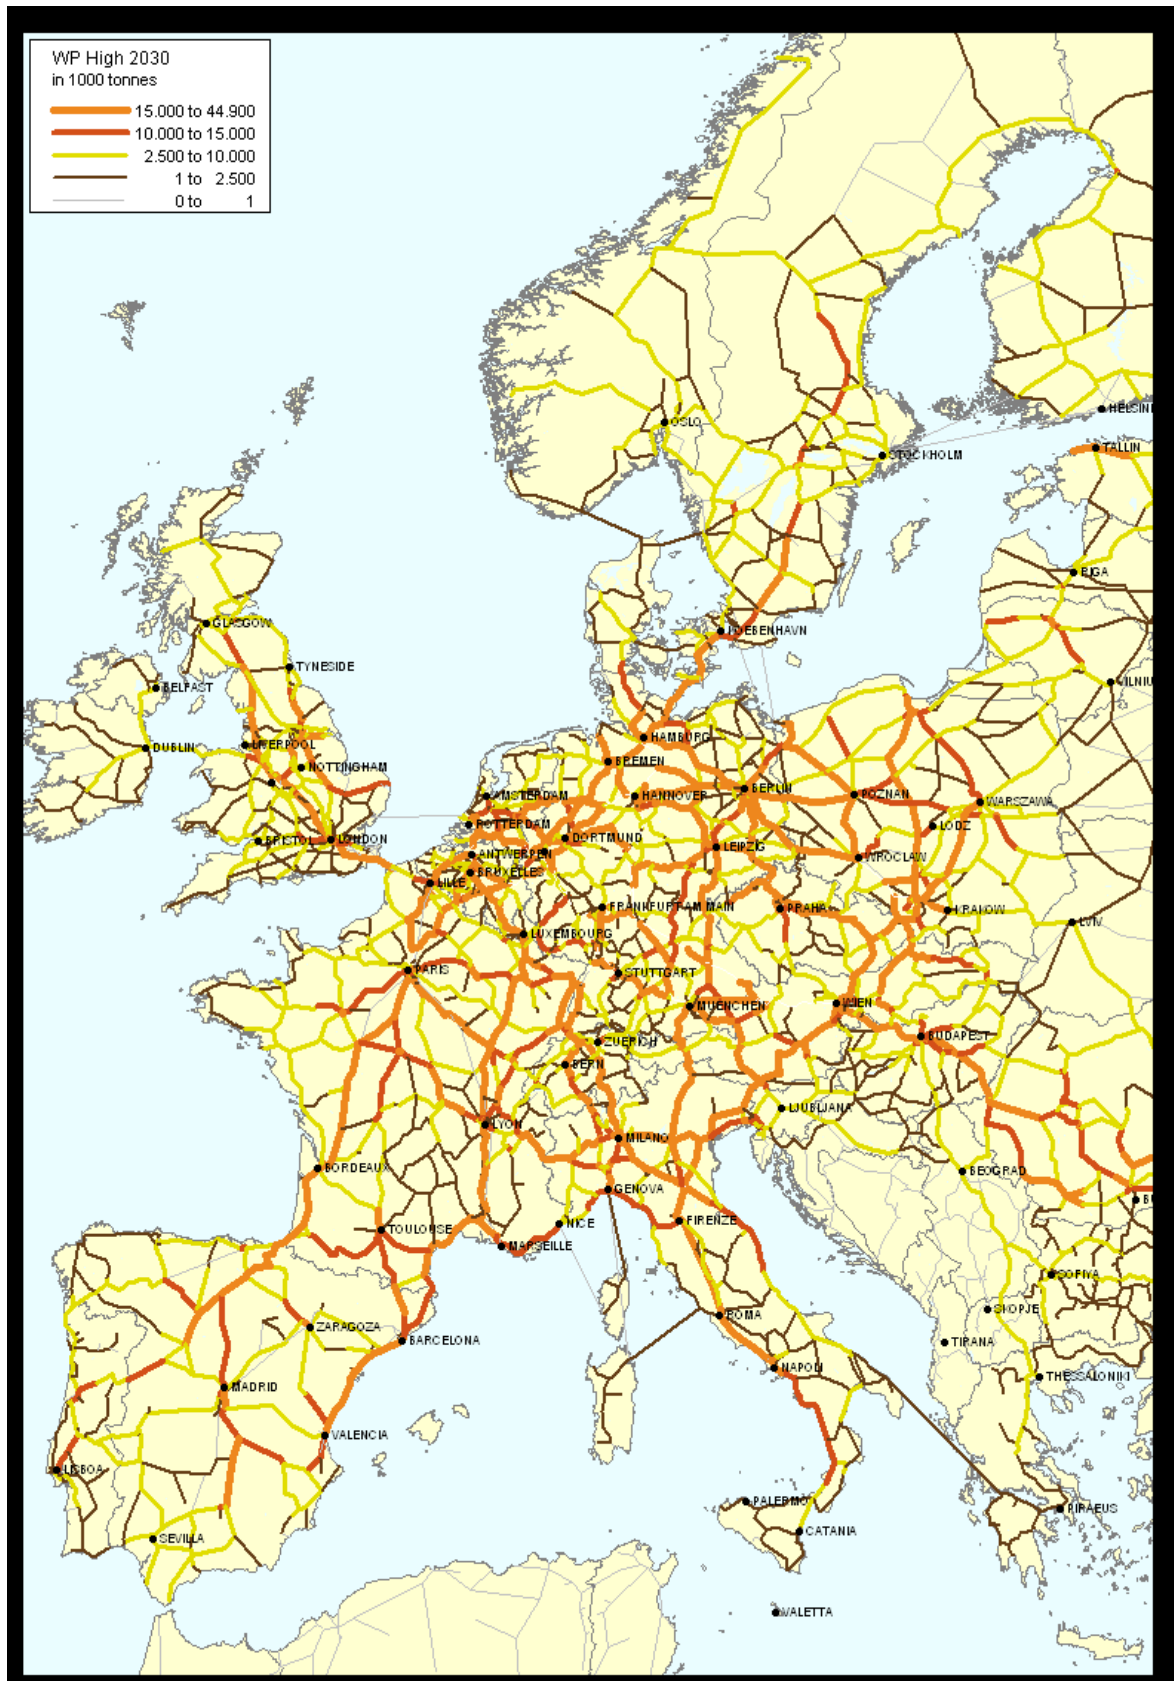 WP High 2030
in 1000 tonnes
15.000 to 44.900
10.000 to 15.000
2.500 to 10.000
1 to 2.500
0 to 1
OSLO
HELSIN
STOCKHOLM
TALLIN
RIGA
GLASGOW
KOEBENHAVN
TYNESIDE
BELFAST
VILNIU
DUBLIN
LIVERPOOL
HAMBURG
NOTTINGHAM
BREMEN
AMSTERDAM
HANNOVER
BERLIN
POZNAN
WARSZAWA
ROTTERDAM
LODZ
BRISTOL
LONDON
DORTMUND
LEIPZIG
ANTWERPEN
WROCLAW
BRUXELLES
LILLE
FRANKFURT AM MAIN
PRAHA
KRAKOW
LVIV
LUXEMBOURG
PARIS
STUTTGART
MUENCHEN
WIEN
ZUERICH
BUDAPEST
BERN
LJUBLJANA
LYON
MILANO
BORDEAUX
BEOGRAD
GENOVA
BU
NICE
FIRENZE
TOULOUSE
MARSEILLE
SOFIYA
SKOPJE
ROMA
ZARAGOZA
BARCELONA
TIRANA
NAPOLI
THESSALONIKI
MADRID
VALENCIA
LISBOA
PALERMO
PIRAEUS
SEVILLA
CATANIA
VALETTA